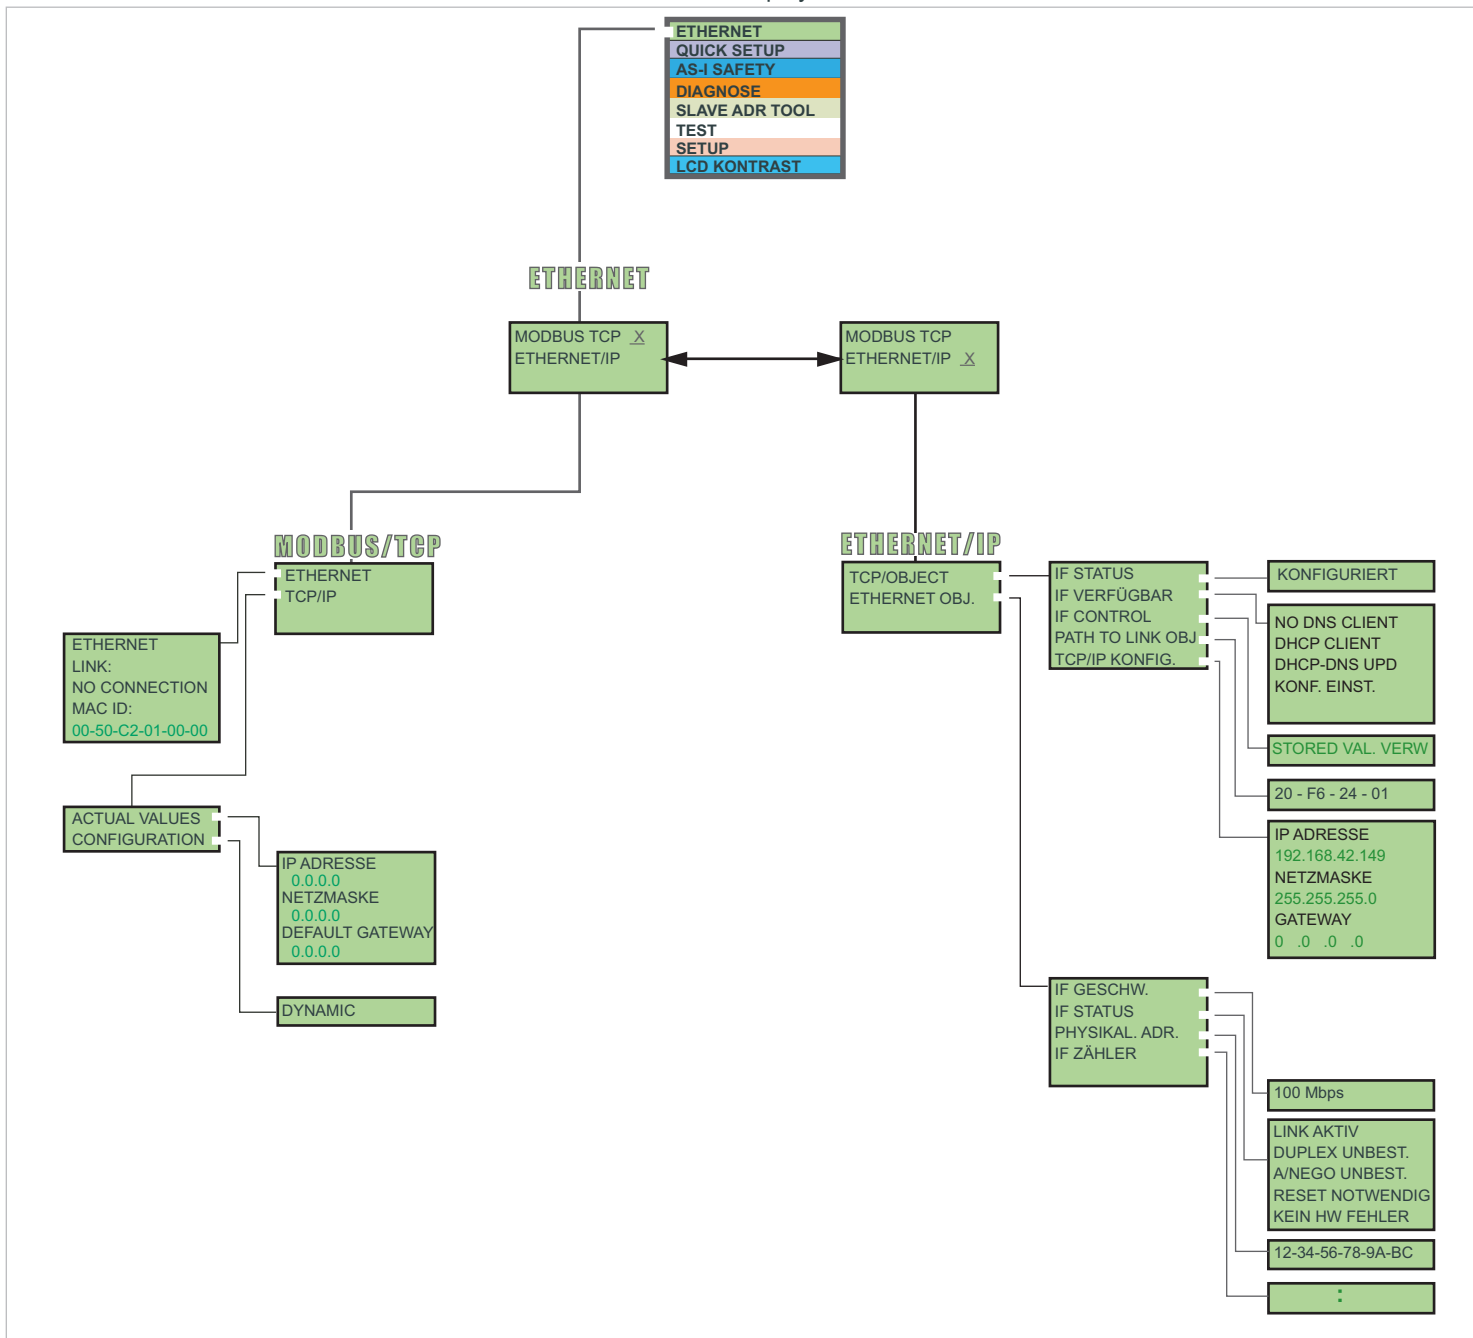 ETHERNET
QUICK SETUP
AS-I SAFETY
DIAGNOSE
SLAVE ADR TOOL
TEST
SETUP
LCD KONTRAST
ETHERNET
MODBUS TCP X
ETHERNET/IP
MODBUS TCP
ETHERNET/IP X
MODBUS/TCP
ETHERNET
TCP/IP
ETHERNET
LINK:
NO CONNECTION
MAC ID:
00-50-C2-01-00-00
ACTUAL VALUES
CONFIGURATION
IP ADRESSE
0.0.0.0
NETZMASKE
0.0.0.0
DEFAULT GATEWAY
0.0.0.0
DYNAMIC
ETHERNET/IP
TCP/OBJECT
ETHERNET OBJ.
IF STATUS
IF VERFÜGBAR
IF CONTROL
PATH TO LINK OBJ
TCP/IP KONFIG.
KONFIGURIERT
NO DNS CLIENT
DHCP CLIENT
DHCP-DNS UPD
KONF. EINST.
STORED VAL. VERW
20 - F6 - 24 - 01
IP ADRESSE
192.168.42.149
NETZMASKE
255.255.255.0
GATEWAY
0 .0 .0 .0
IF GESCHW.
IF STATUS
PHYSIKAL. ADR.
IF ZÄHLER
100 Mbps
LINK AKTIV
DUPLEX UNBEST.
A/NEGO UNBEST.
RESET NOTWENDIG
KEIN HW FEHLER
12-34-56-78-9A-BC
: